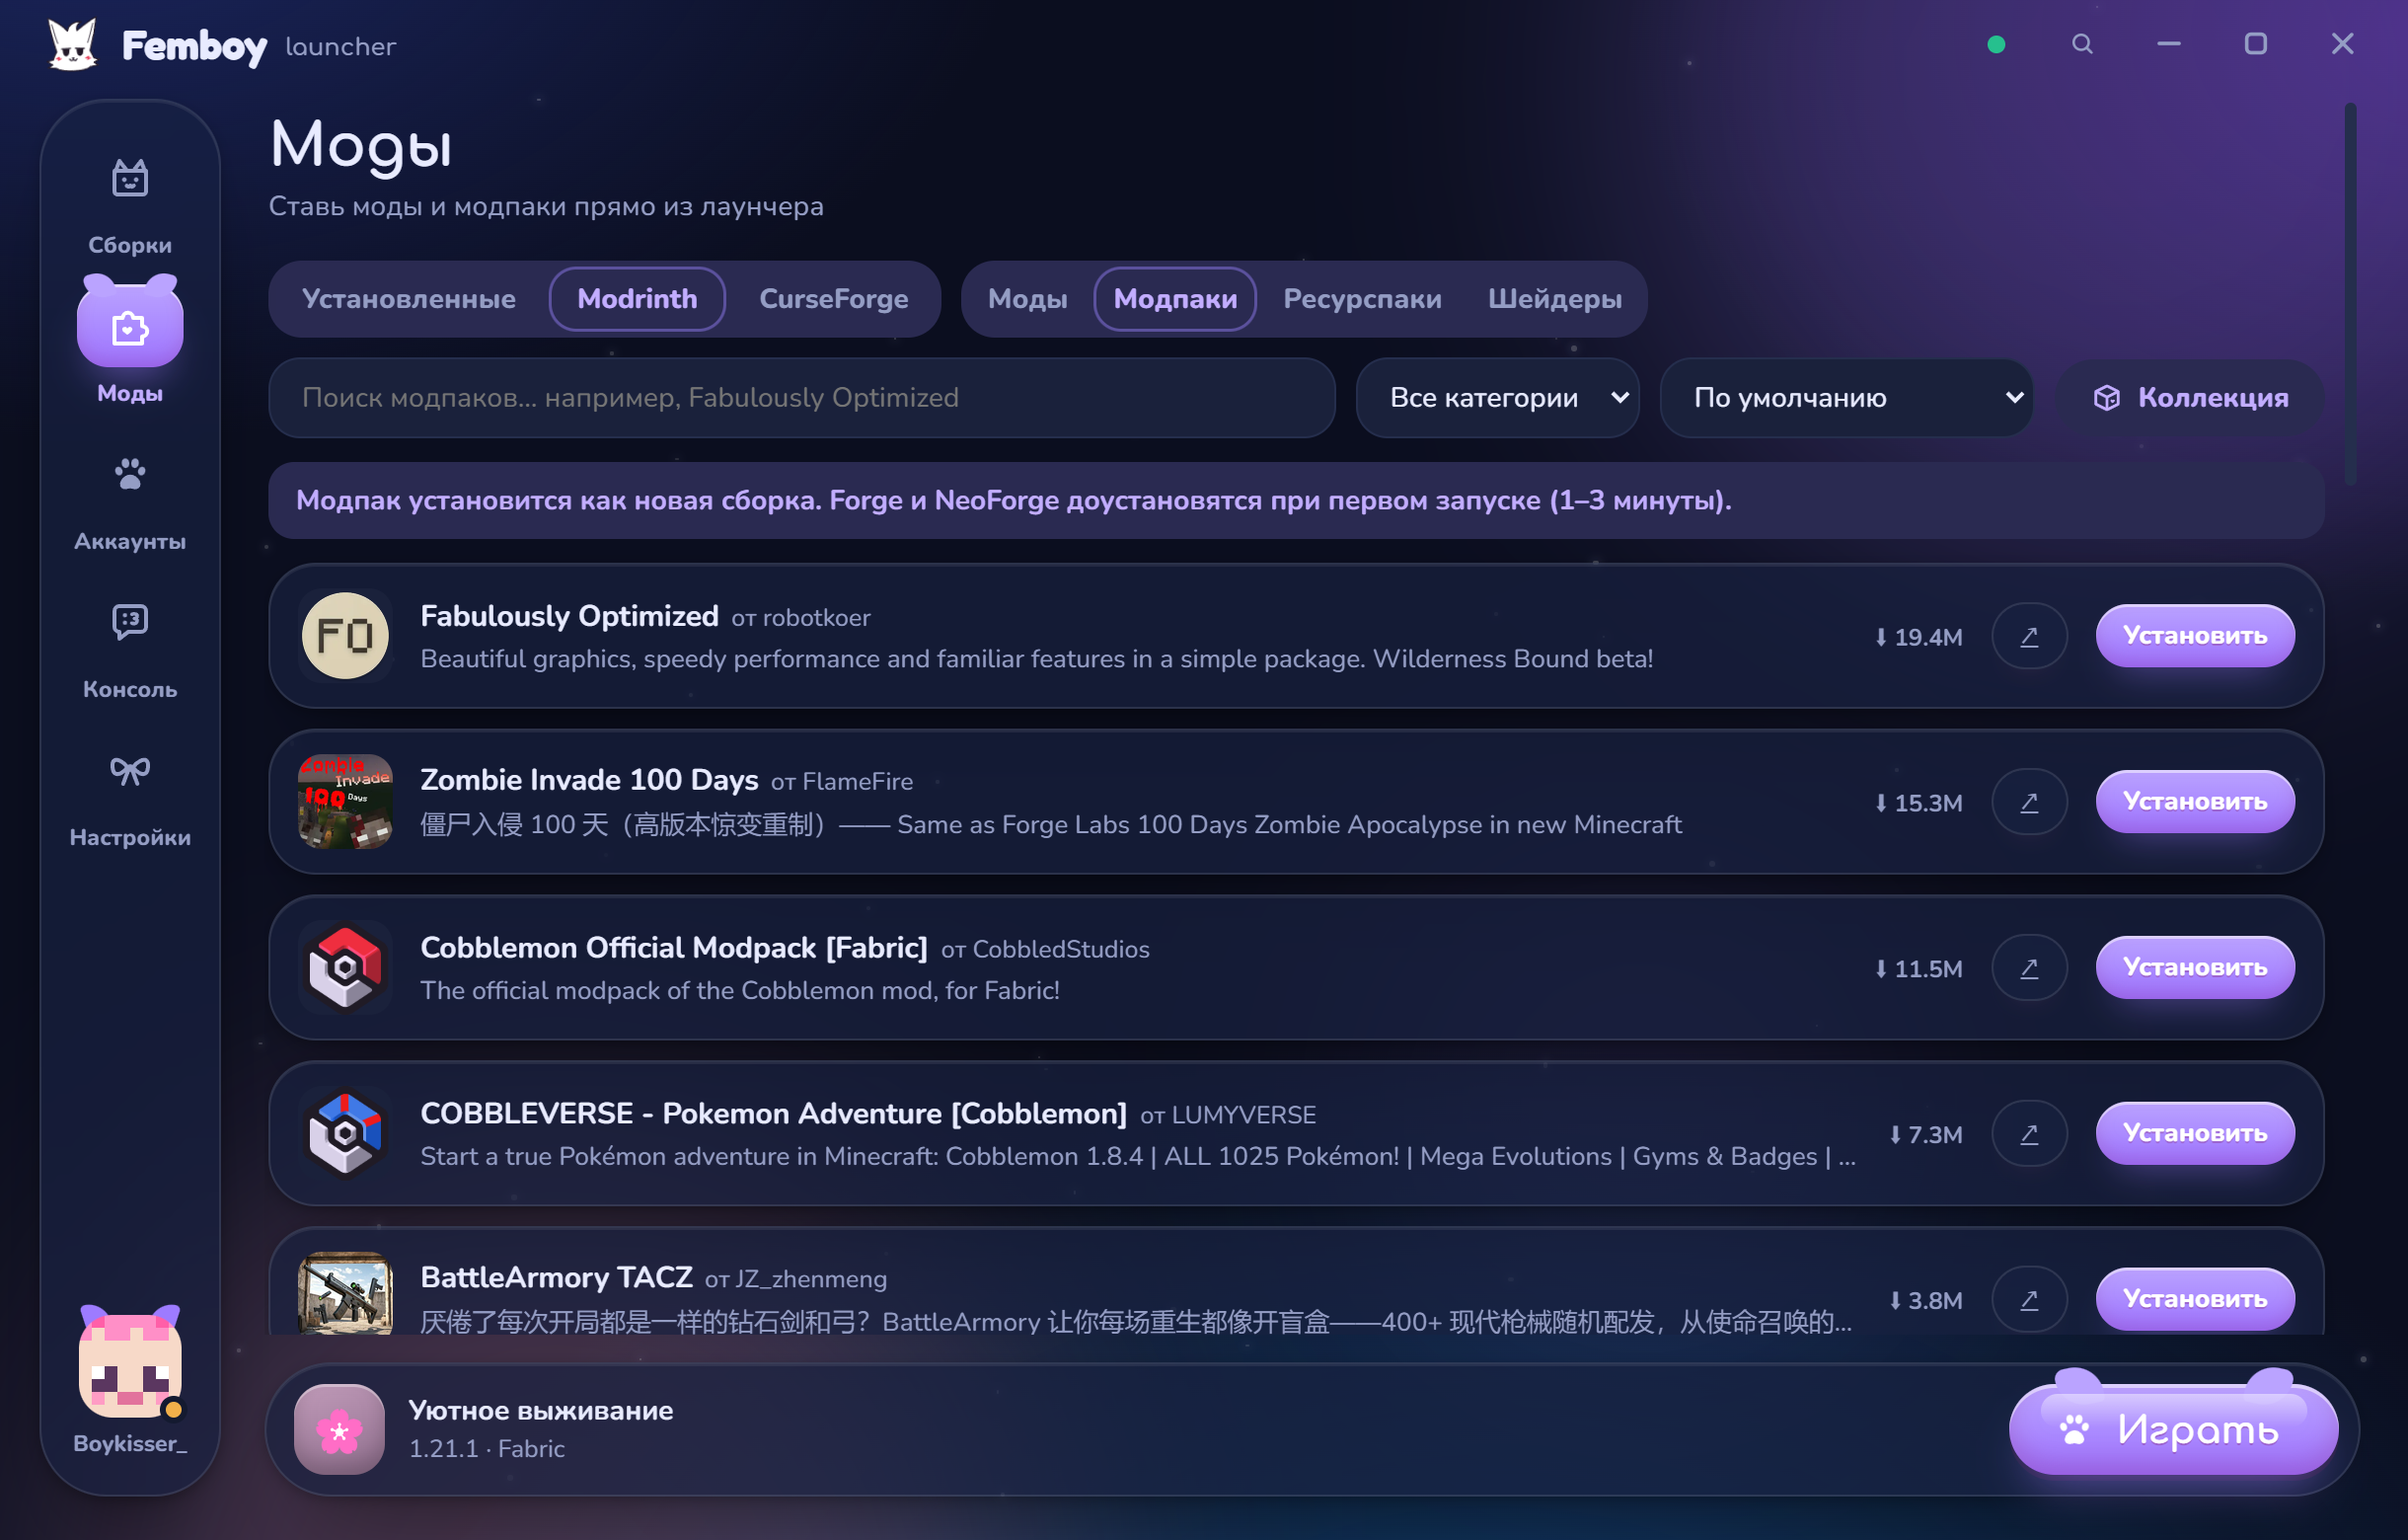 Femboy launcher
Моды
Ставь моды и модпаки прямо из лаунчера
Установленные Modrinth CurseForge Моды Модпаки Ресурспаки Шейдеры
Поиск модпаков... например, Fabulously Optimized Все категории По умолчанию Коллекция
Модпак установится как новая сборка. Forge и NeoForge доустановятся при первом запуске (1–3 минуты).
Сборки
Моды
Аккаунты
:3
Консоль
Настройки
Boykisser_
FO
Fabulously Optimized от robotkoer
Beautiful graphics, speedy performance and familiar features in a simple package. Wilderness Bound beta!
⬇ 19.4M Установить
Zombie
Invade
100 Days
Zombie Invade 100 Days от FlameFire
僵尸入侵 100 天（高版本惊变重制）—— Same as Forge Labs 100 Days Zombie Apocalypse in new Minecraft
⬇ 15.3M Установить
Cobblemon Official Modpack [Fabric] от CobbledStudios
The official modpack of the Cobblemon mod, for Fabric!
⬇ 11.5M Установить
COBBLEVERSE - Pokemon Adventure [Cobblemon] от LUMYVERSE
Start a true Pokémon adventure in Minecraft: Cobblemon 1.8.4 | ALL 1025 Pokémon! | Mega Evolutions | Gyms & Badges | ...
⬇ 7.3M Установить
BattleArmory TACZ от JZ_zhenmeng
厌倦了每次开局都是一样的钻石剑和弓？BattleArmory 让你每场重生都像开盲盒——400+ 现代枪械随机配发，从使命召唤的...
⬇ 3.8M Установить
Уютное выживание
1.21.1 · Fabric
Играть